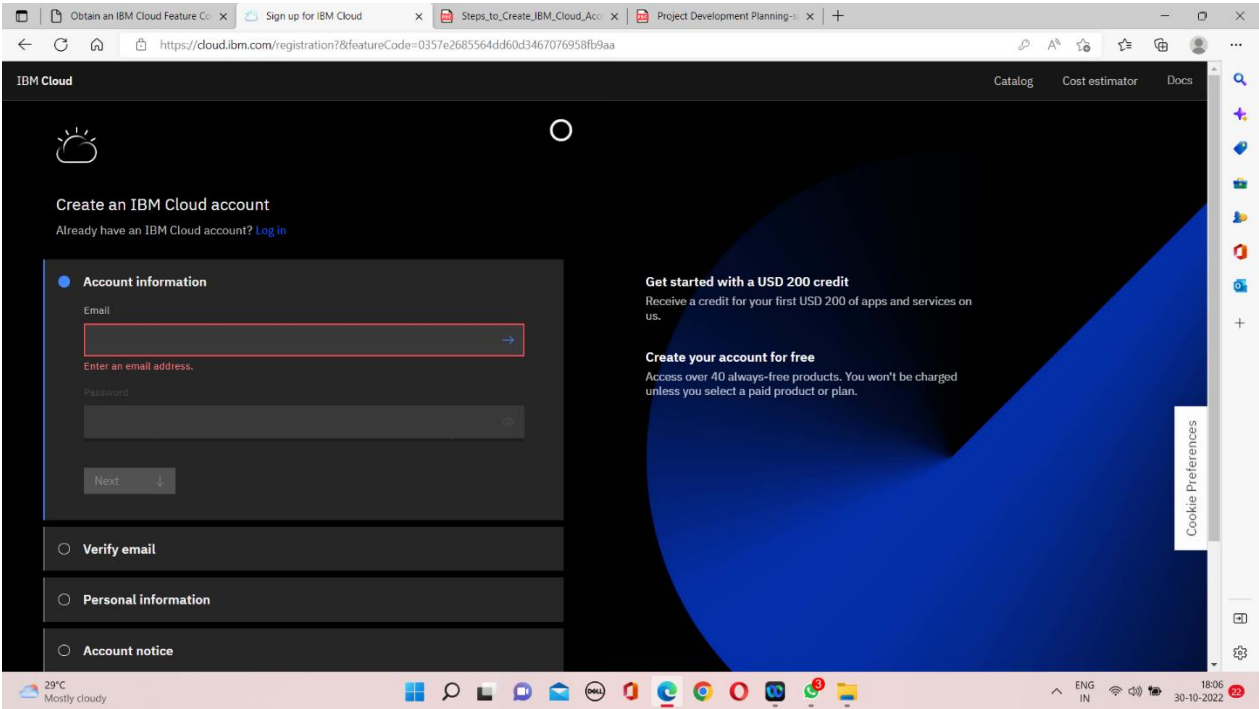 Obtain an IBM Cloud Feature Co
Sign up for IBM Cloud
Steps_to_Create_IBM_Cloud_Acc
Project Development Planning-s
https://cloud.ibm.com/registration?&featureCode=0357e2685564dd60d3467076958fb9aa
IBM Cloud
Catalog
Cost estimator
Docs
Create an IBM Cloud account
Already have an IBM Cloud account? Log in
Account information
Email
Enter an email address.
Password
Next
Verify email
Personal information
Account notice
Get started with a USD 200 credit
Receive a credit for your first USD 200 of apps and services on
us.
Create your account for free
Access over 40 always-free products. You won't be charged
unless you select a paid product or plan.
Cookie Preferences
29°C
Mostly cloudy
DELL
3
ENG
IN
18:06
30-10-2022
22